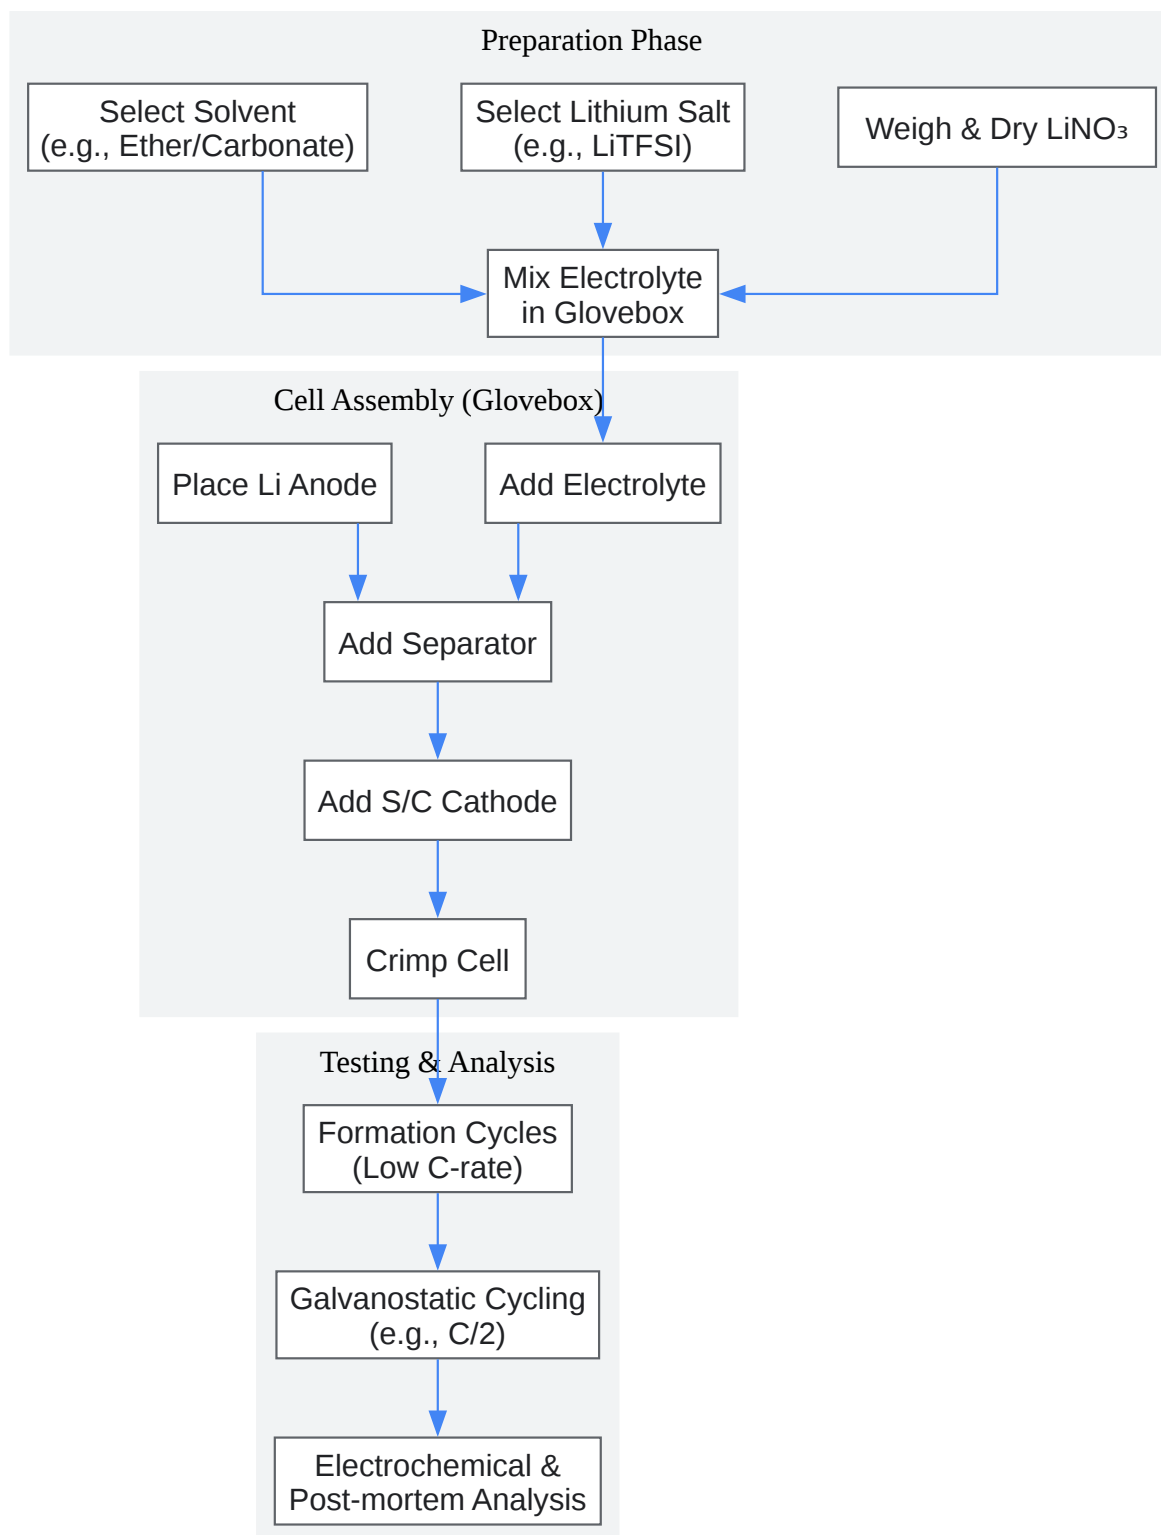 Preparation Phase
Select Solvent
(e.g., Ether/Carbonate)
Select Lithium Salt
(e.g., LiTFSI)
Weigh & Dry LiNO₃
Mix Electrolyte
in Glovebox
Cell Assembly (Glovebox)
Place Li Anode
Add Electrolyte
Add Separator
Add S/C Cathode
Crimp Cell
Testing & Analysis
Formation Cycles
(Low C-rate)
Galvanostatic Cycling
(e.g., C/2)
Electrochemical &
Post-mortem Analysis